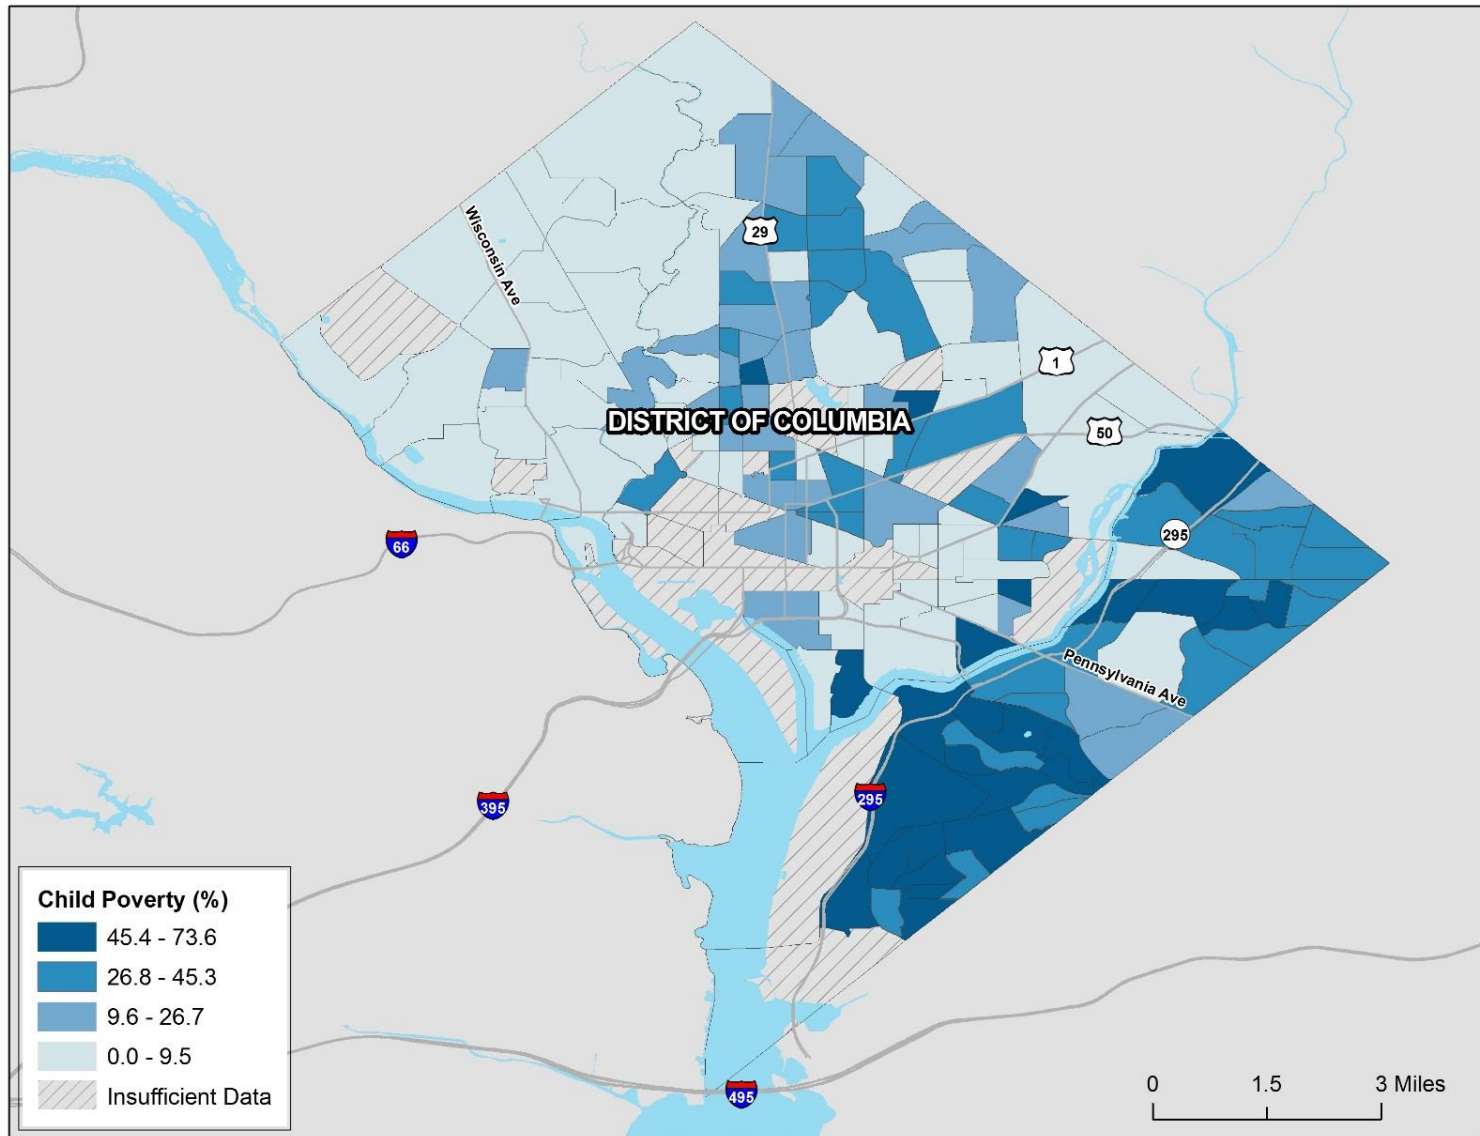 Wisconsin Ave
29
1
DISTRICT OF COLUMBIA
50
295
66
Pennsylvania Ave
295
395
Child Poverty (%)
45.4 - 73.6
26.8 - 45.3
9.6 - 26.7
0.0 - 9.5
Insufficient Data
495
0 1.5 3 Miles